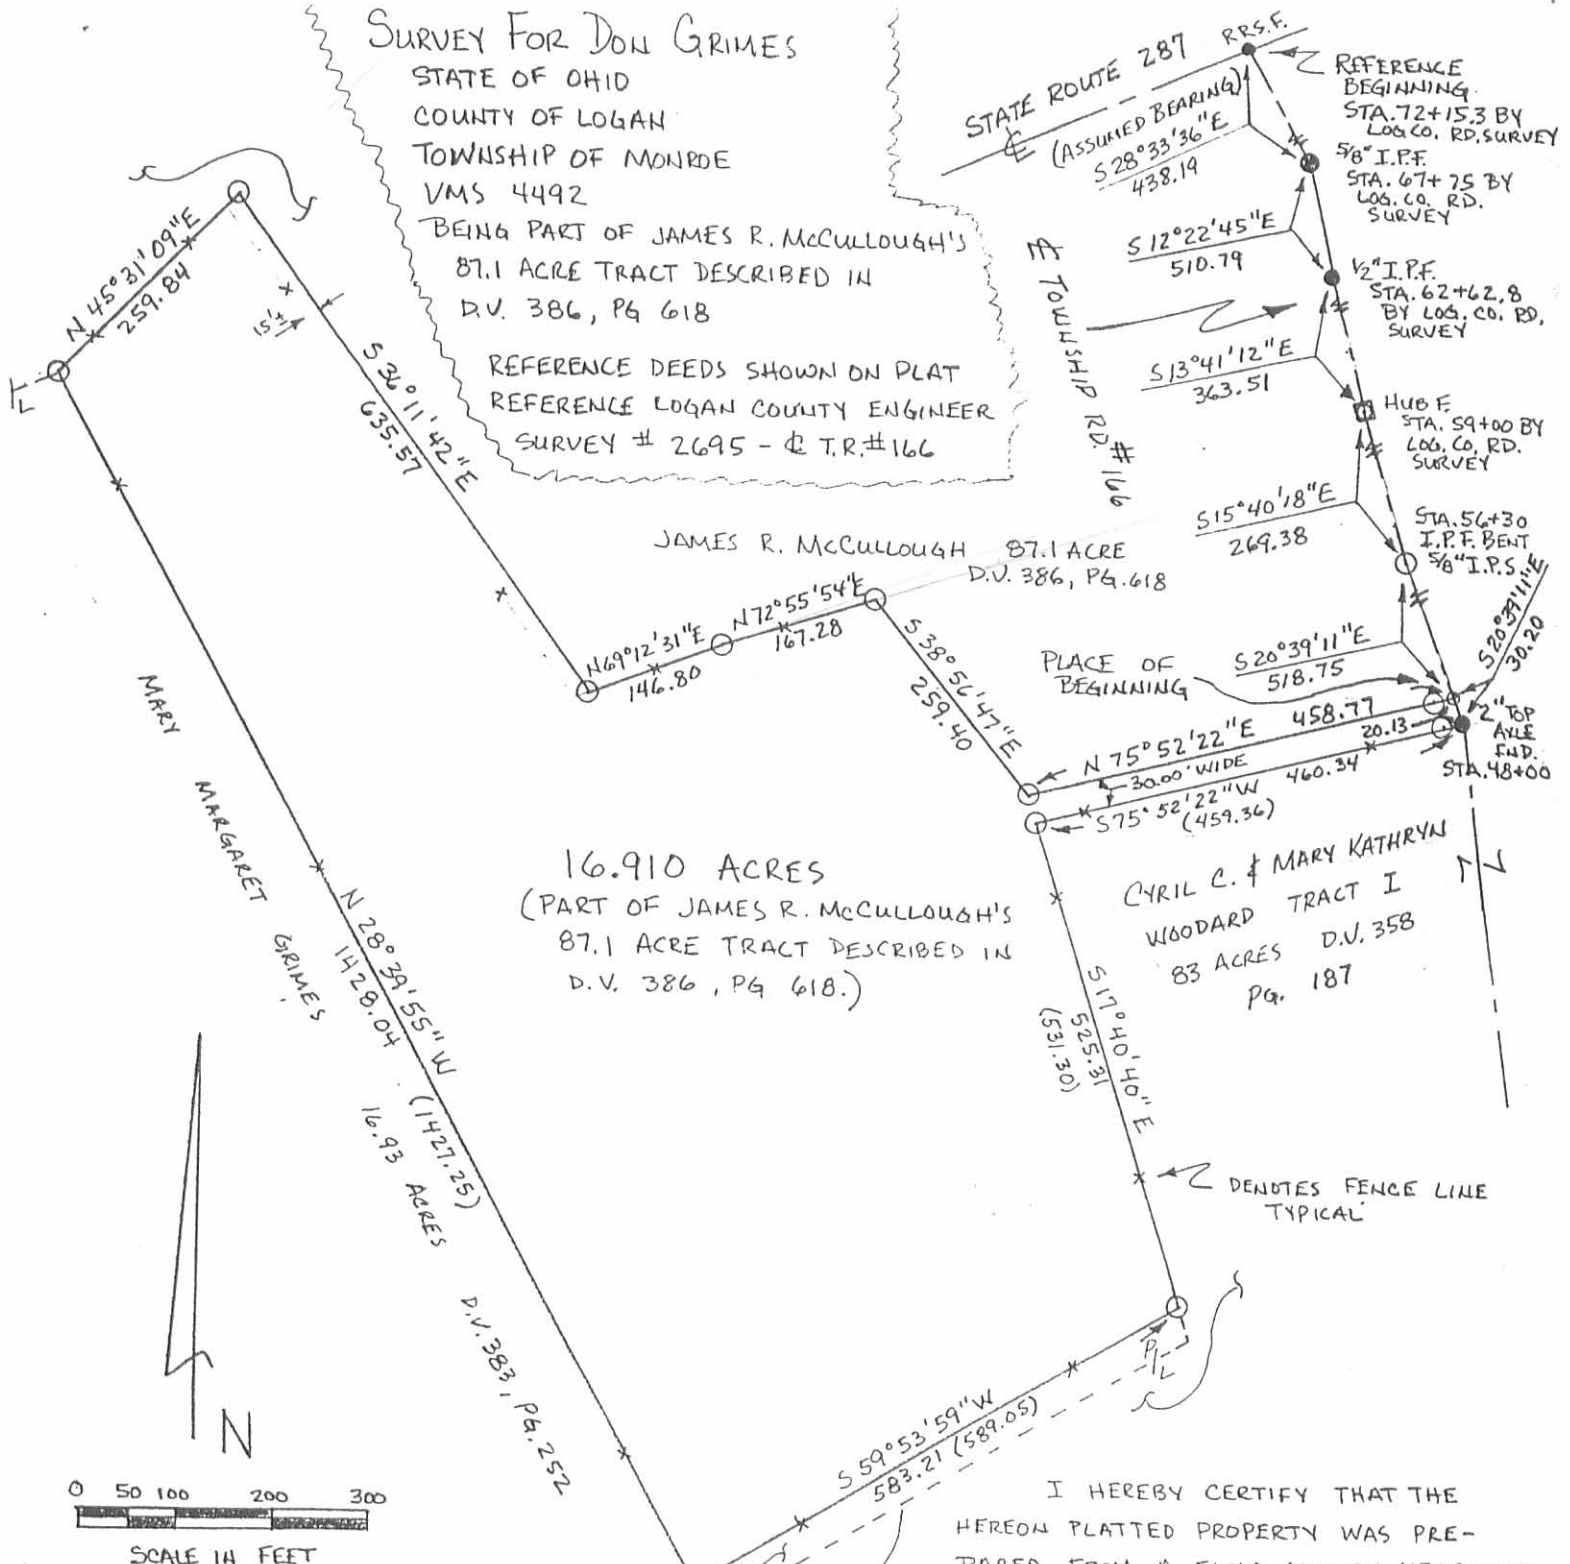 SURVEY FOR DON GRIMES
STATE OF OHIO
COUNTY OF LOGAN
TOWNSHIP OF MONROE
VMS 4492
BEING PART OF JAMES R. McCULLOUGH'S
87.1 ACRE TRACT DESCRIBED IN
D.V. 386, PG 618
REFERENCE DEEDS SHOWN ON PLAT
REFERENCE LOGAN COUNTY ENGINEER
SURVEY # 2695 - ℄ T.R.#166
STATE ROUTE 287
R.R.S.F.
℄ (ASSUMED BEARING)
REFERENCE
BEGINNING
STA. 72+15.3 BY
LOG CO. RD. SURVEY
S 28°33'36"E
438.19
5/8" I.P.F.
STA. 67+75 BY
LOG. CO. RD.
SURVEY
S 12°22'45"E
510.79
1/2" I.P.F.
STA. 62+62.8
BY LOG. CO. RD.
SURVEY
℄ TOWNSHIP RD. #166
S 13°41'12"E
363.51
HUB F.
STA. 59+00 BY
LOG. CO. RD.
SURVEY
S 15°40'18"E
269.38
STA. 56+30
I.P.F. BENT
5/8" I.P.S.
S 20°39'11"E
518.75
S 20°39'11"E
30.20
PLACE OF
BEGINNING
2" TOP
AXLE
FND.
STA. 48+00
N 45°31'09"E
259.84
15'±
S 36°11'42"E
635.57
JAMES R. McCULLOUGH 87.1 ACRE
D.V. 386, PG. 618
N69°12'31"E
146.80
N72°55'54"E
167.28
S 38°56'47"E
259.40
N 75°52'22"E 458.77
20.13
30.00' WIDE
S75°52'22"W 460.34
(459.36)
CYRIL C. & MARY KATHRYN
WOODARD TRACT I
83 ACRES D.V. 358
PG. 187
16.910 ACRES
(PART OF JAMES R. McCULLOUGH'S
87.1 ACRE TRACT DESCRIBED IN
D.V. 386, PG 618.)
MARY MARGARET GRIMES
16.93 ACRES D.V. 383, PG. 252
N 28°39'55"W
1428.04 (1427.25)
S 17°40'40"E
525.31
(531.30)
DENOTES FENCE LINE
TYPICAL
P/L
S 59°53'59"W
583.21 (589.05)
N
0 50 100 200 300
SCALE IN FEET
I HEREBY CERTIFY THAT THE
HEREON PLATTED PROPERTY WAS PRE-